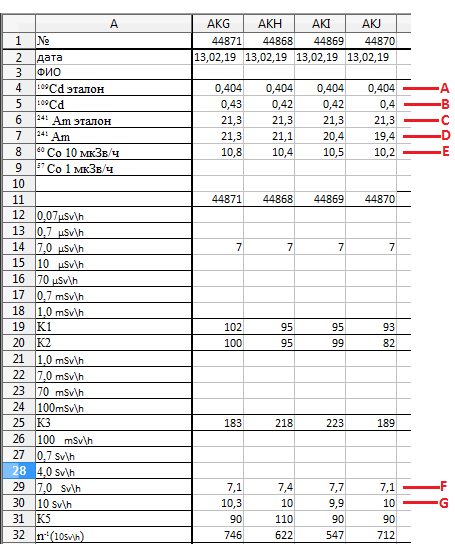 A AKG AKH AKI AKJ
1 № 44871 44868 44869 44870
2 дата 13,02,19 13,02,19 13,02,19 13,02,19
3 ФИО
4 ¹⁰⁹Cd эталон 0,404 0,404 0,404 0,404 A
5 ¹⁰⁹Cd 0,43 0,42 0,42 0,4 B
6 ²⁴¹ Am эталон 21,3 21,3 21,3 21,3 C
7 ²⁴¹ Am 21,3 21,1 20,4 19,4 D
8 ⁶⁰ Co 10 мкЗв/ч 10,8 10,4 10,5 10,2 E
9 ⁵⁷ Co 1 мкЗв/ч
10
11 44871 44868 44869 44870
12 0,07μSv\h
13 0,7 μSv\h
14 7,0 μSv\h 7 7 7 7
15 10 μSv\h
16 70 μSv\h
17 0,7 mSv\h
18 1,0 mSv\h
19 K1 102 95 95 93
20 K2 100 95 99 82
21 1,0 mSv\h
22 7,0 mSv\h
23 70 mSv\h
24 100mSv\h
25 K3 183 218 223 189
26 100 mSv\h
27 0,7 Sv\h
28 4,0 Sv\h
29 7,0 Sv\h 7,1 7,4 7,7 7,1 F
30 10 Sv\h 10,3 10 9,9 10 G
31 K5 90 110 90 90
32 n⁻¹(10Sv\h) 746 622 547 712